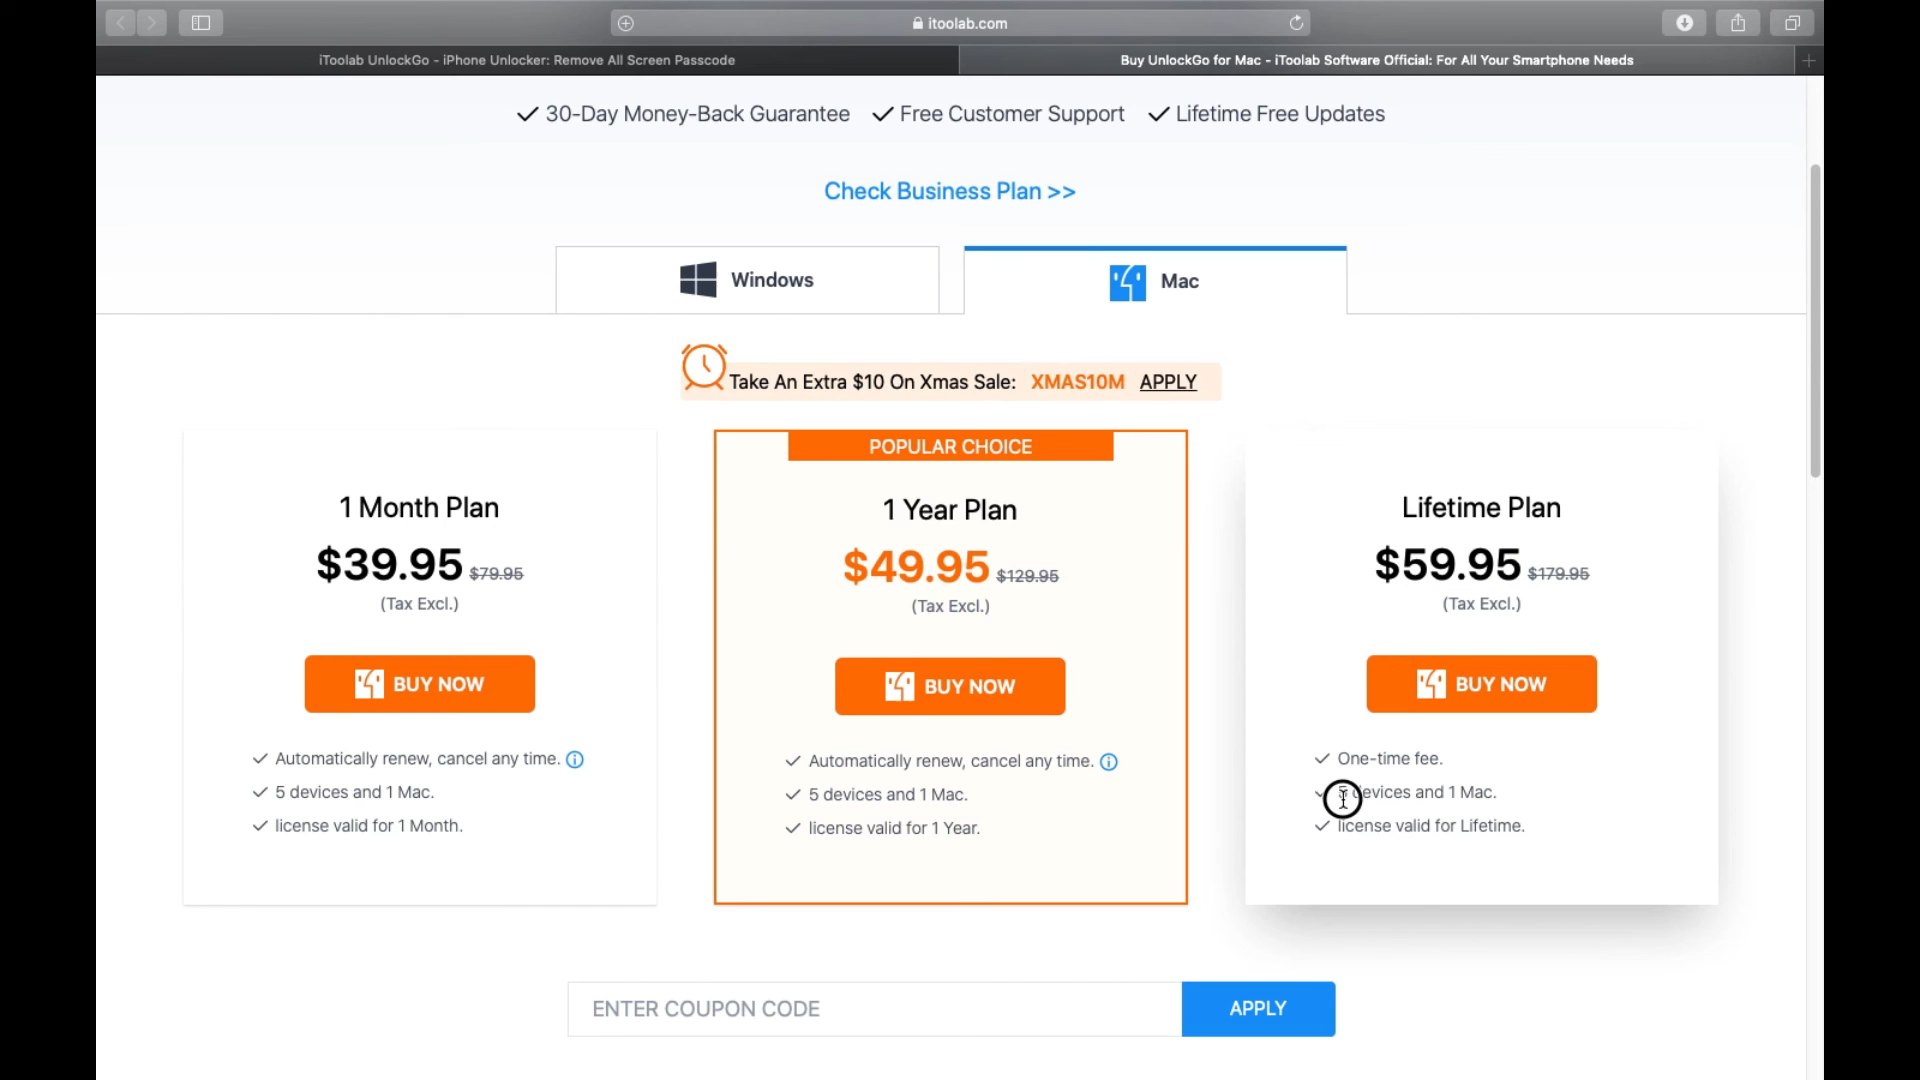 itoolab.com
iToolab UnlockGo - iPhone Unlocker: Remove All Screen Passcode
Buy UnlockGo for Mac - iToolab Software Official: For All Your Smartphone Needs
30-Day Money-Back Guarantee Free Customer Support Lifetime Free Updates
Check Business Plan >>
Windows
Mac
Take An Extra $10 On Xmas Sale: XMAS10M APPLY
1 Month Plan
$39.95 $79.95
(Tax Excl.)
BUY NOW
Automatically renew, cancel any time.
5 devices and 1 Mac.
license valid for 1 Month.
POPULAR CHOICE
1 Year Plan
$49.95 $129.95
(Tax Excl.)
BUY NOW
Automatically renew, cancel any time.
5 devices and 1 Mac.
license valid for 1 Year.
Lifetime Plan
$59.95 $179.95
(Tax Excl.)
BUY NOW
One-time fee.
5 devices and 1 Mac.
license valid for Lifetime.
ENTER COUPON CODE
APPLY